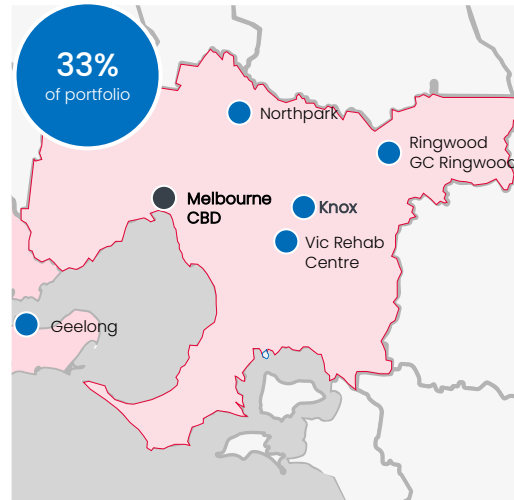 33%
of portfolio
Northpark
Ringwood
GC Ringwood
Melbourne
CBD
Knox
Vic Rehab
Centre
Geelong